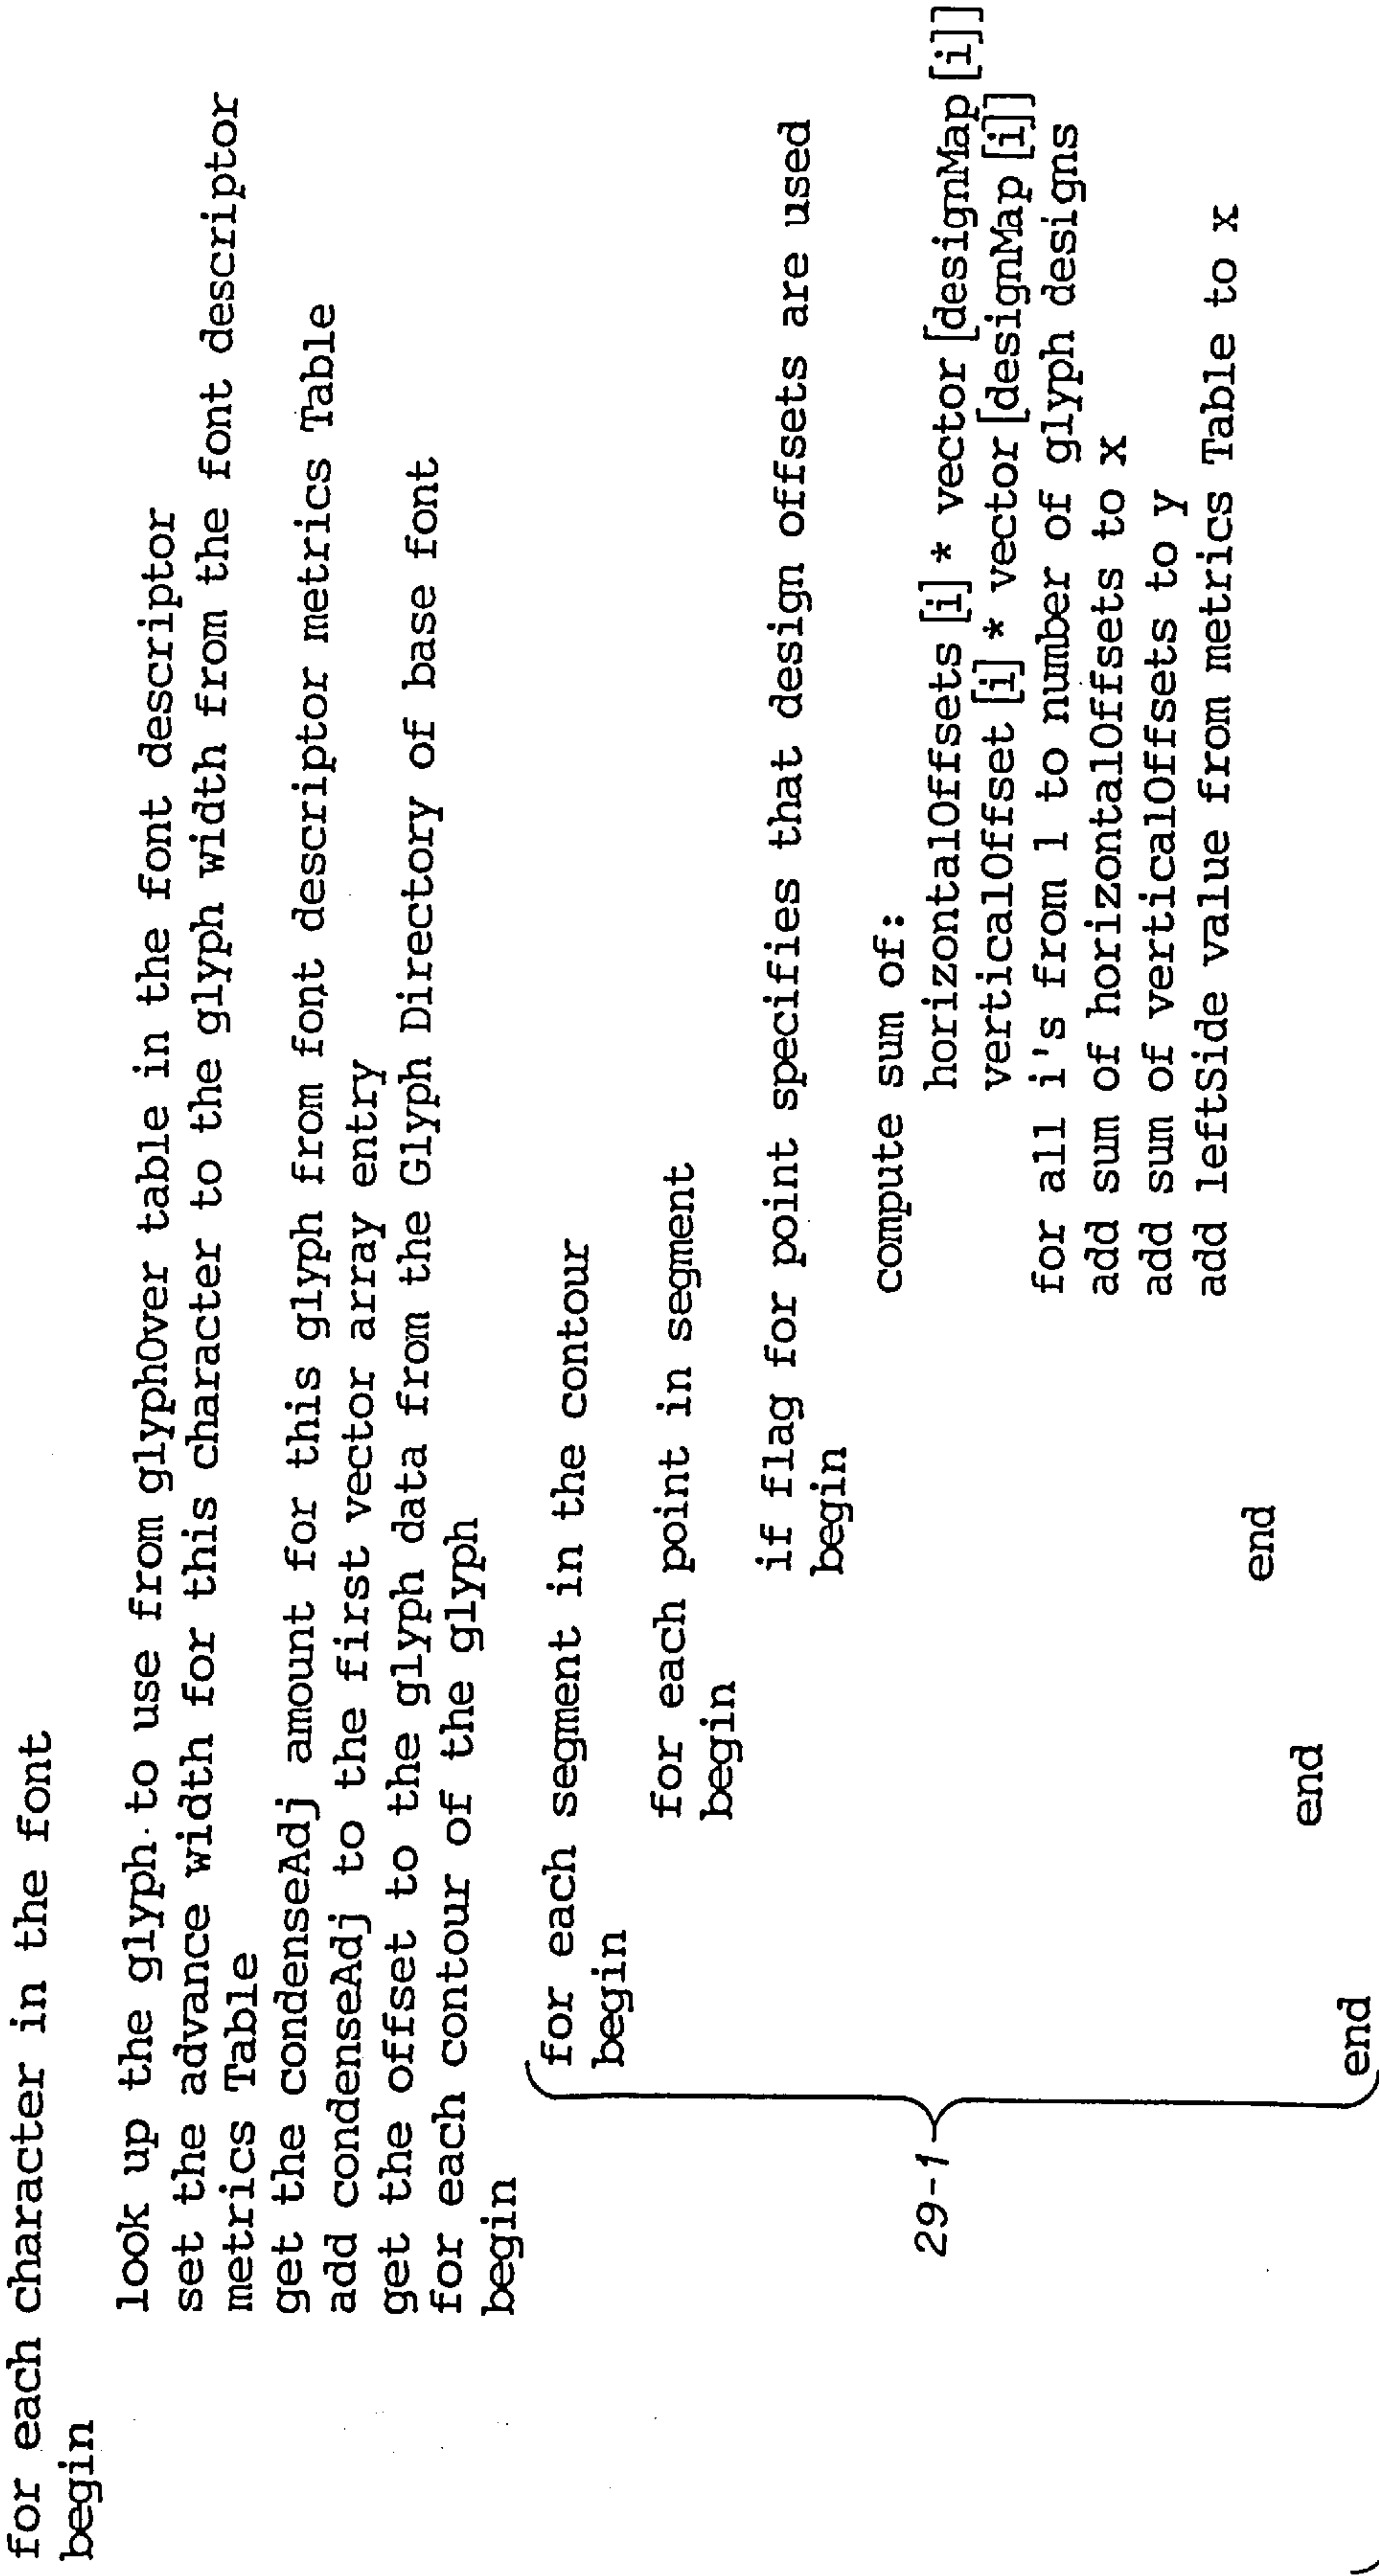 for each character in the font
begin
look up the glyph to use from glyphOver table in the font descriptor
set the advance width for this character to the glyph width from the font descriptor
metrics Table
get the condenseAdj amount for this glyph from font descriptor metrics Table
add condenseAdj to the first vector array entry
get the offset to the glyph data from the Glyph Directory of base font
for each contour of the glyph
begin
for each segment in the contour
begin
for each point in segment
begin
if flag for point specifies that design offsets are used
begin
compute sum of:
horizontalOffsets [i] * vector [designMap [i]]
verticalOffset [i] * vector [designMap [i]]
for all i's from 1 to number of glyph designs
add sum of horizontalOffsets to x
add sum of verticalOffsets to y
add leftSide value from metrics Table to x
end
end
end
29-1